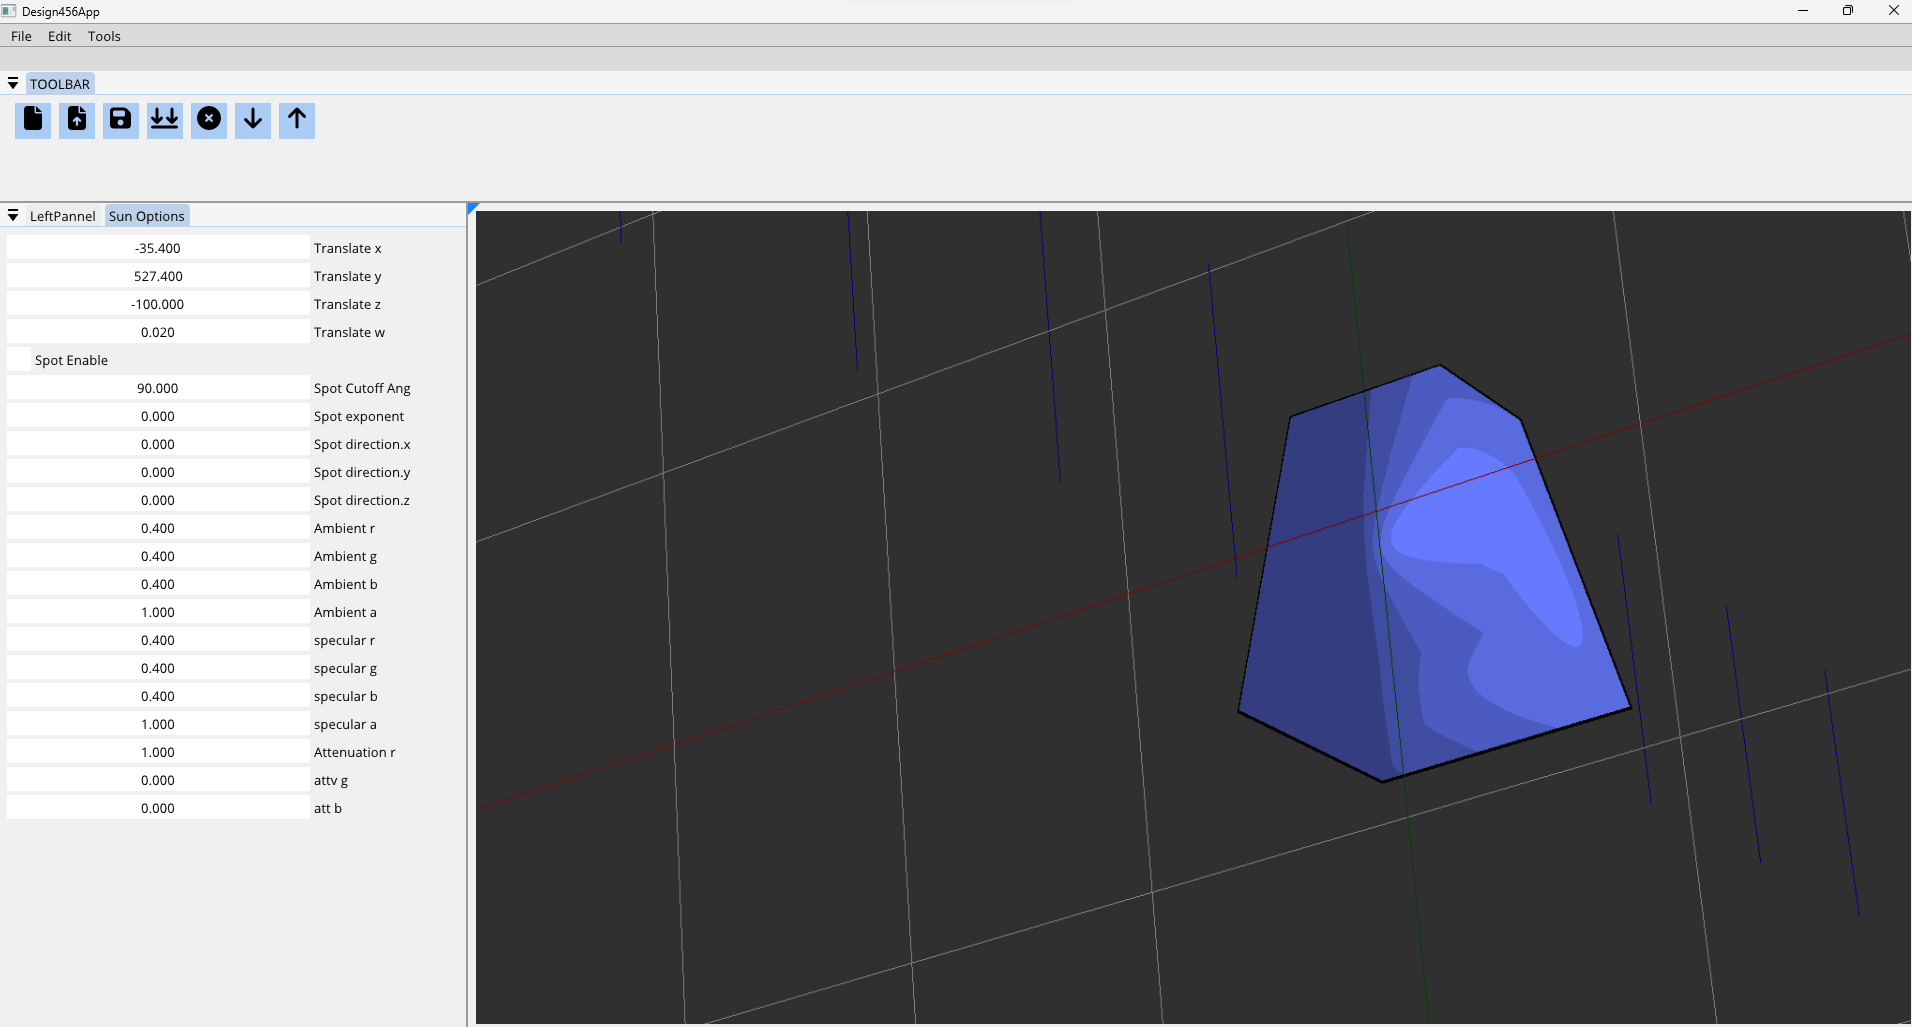 Design456App
File Edit Tools
TOOLBAR
LeftPannel Sun Options
-35.400 Translate x
527.400 Translate y
-100.000 Translate z
0.020 Translate w
Spot Enable
90.000 Spot Cutoff Ang
0.000 Spot exponent
0.000 Spot direction.x
0.000 Spot direction.y
0.000 Spot direction.z
0.400 Ambient r
0.400 Ambient g
0.400 Ambient b
1.000 Ambient a
0.400 specular r
0.400 specular g
0.400 specular b
1.000 specular a
1.000 Attenuation r
0.000 attv g
0.000 att b